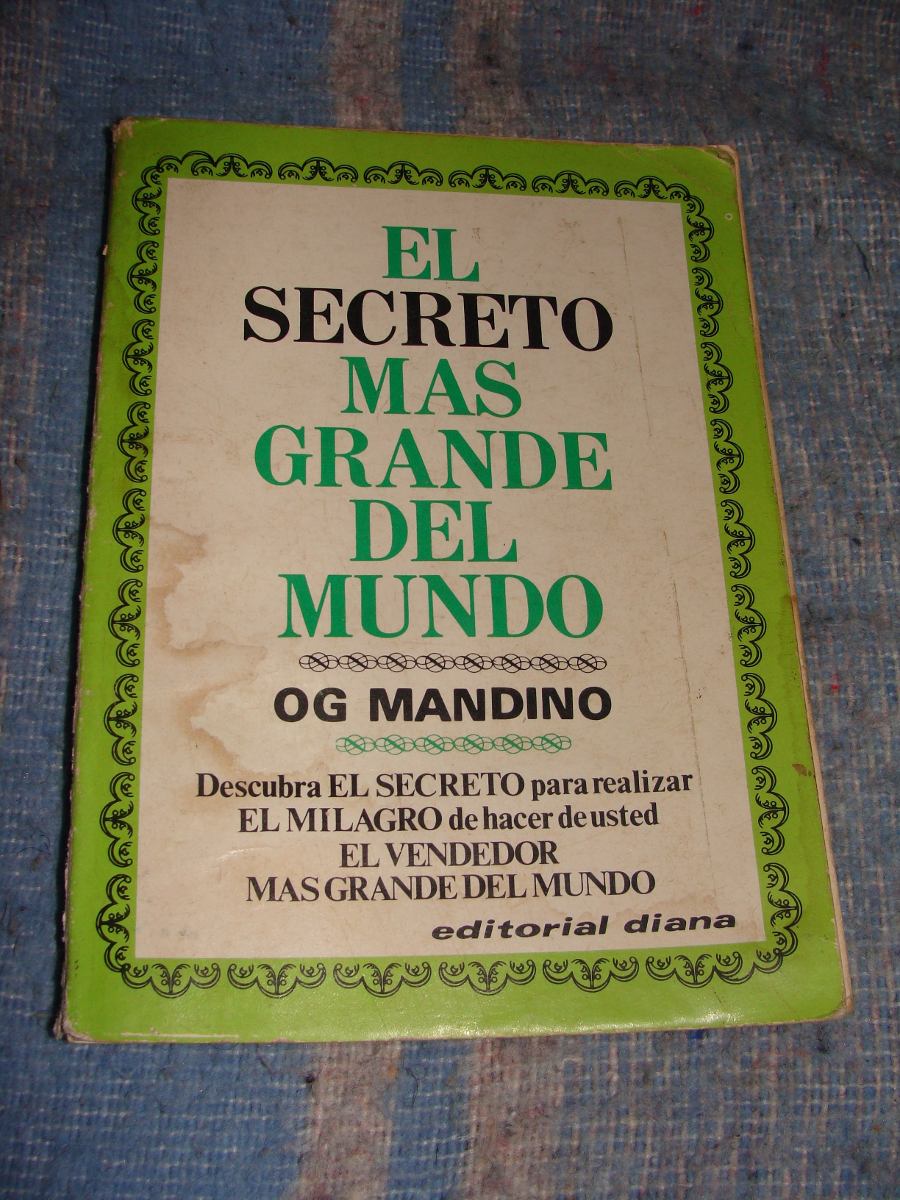 EL
SECRETO
MAS
GRANDE
DEL
MUNDO
OG MANDINO
Descubra EL SECRETO para realizar
EL MILAGRO de hacer de usted
EL VENDEDOR
MAS GRANDE DEL MUNDO
editorial diana